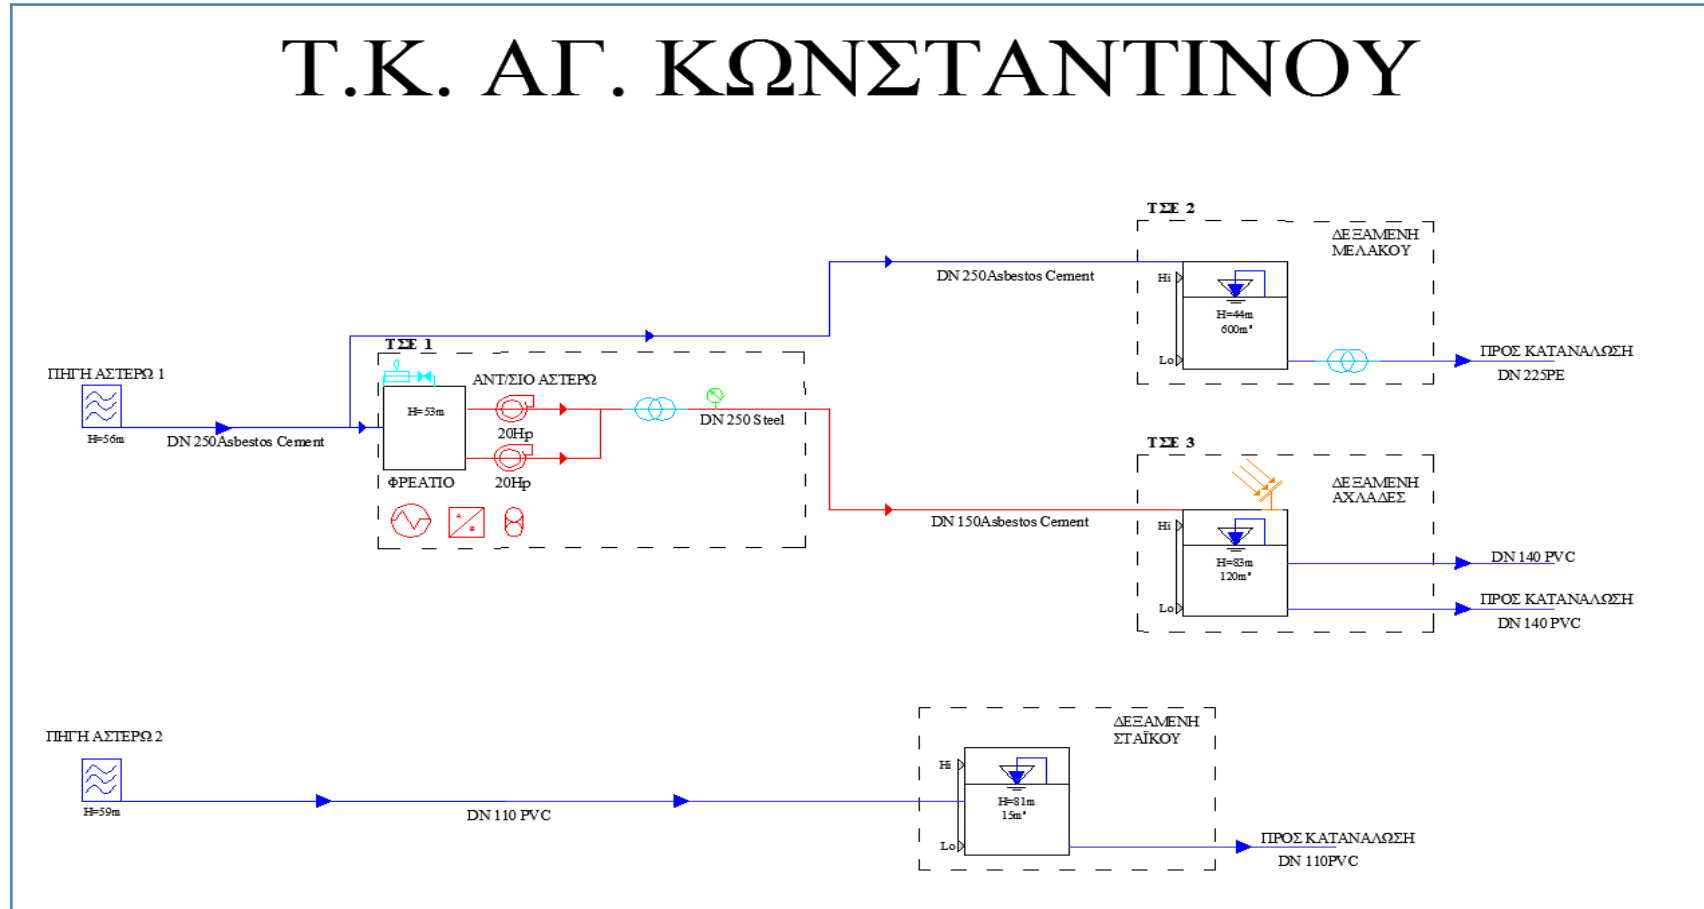 Τ.Κ. ΑΓ. ΚΩΝΣΤΑΝΤΙΝΟΥ
ΤΣΕ 2
ΔΕΞΑΜΕΝΗ
ΜΕΛΑΚΟΥ
DN 250Asbestos Cement
Hi
H=44m
600m³
Lo
ΠΡΟΣ ΚΑΤΑΝΑΛΩΣΗ
DN 225PE
ΤΣΕ 1
ΠΗΓΗ ΑΣΤΕΡΩ 1
H=56m
DN 250Asbestos Cement
ΑΝΤ/ΣΙΟ ΑΣΤΕΡΩ
H=53m
20Hp
20Hp
DN 250 Steel
ΦΡΕΑΤΙΟ
ΤΣΕ 3
ΔΕΞΑΜΕΝΗ
ΑΧΛΑΔΕΣ
DN 150Asbestos Cement
Hi
H=83m
120m³
Lo
DN 140 PVC
ΠΡΟΣ ΚΑΤΑΝΑΛΩΣΗ
DN 140 PVC
ΠΗΓΗ ΑΣΤΕΡΩ 2
H=59m
DN 110 PVC
ΔΕΞΑΜΕΝΗ
ΣΤΑΪΚΟΥ
Hi
H=81m
15m³
Lo
ΠΡΟΣ ΚΑΤΑΝΑΛΩΣΗ
DN 110PVC